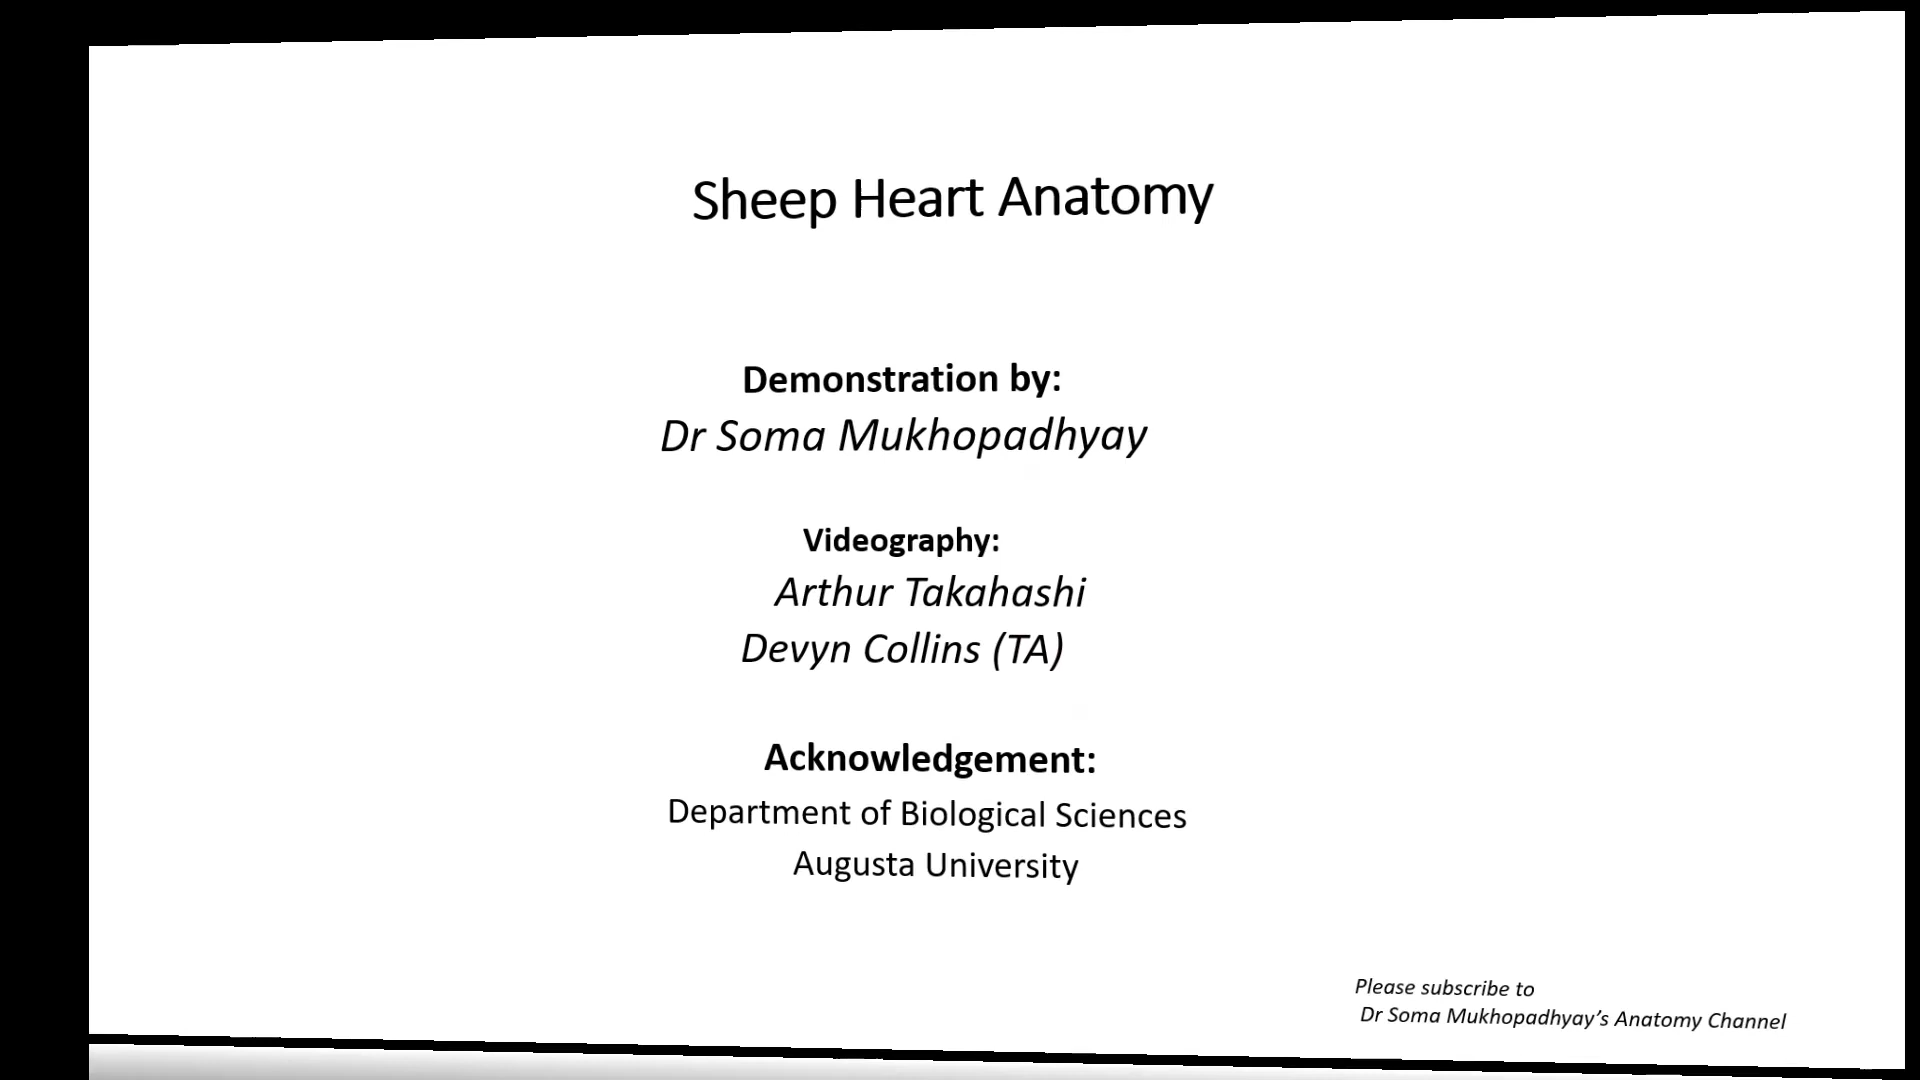 Sheep Heart Anatomy
Demonstration by:
Dr Soma Mukhopadhyay
Videography:
Arthur Takahashi
Devyn Collins (TA)
Acknowledgement:
Department of Biological Sciences
Augusta University
Please subscribe to
Dr Soma Mukhopadhyay’s Anatomy Channel